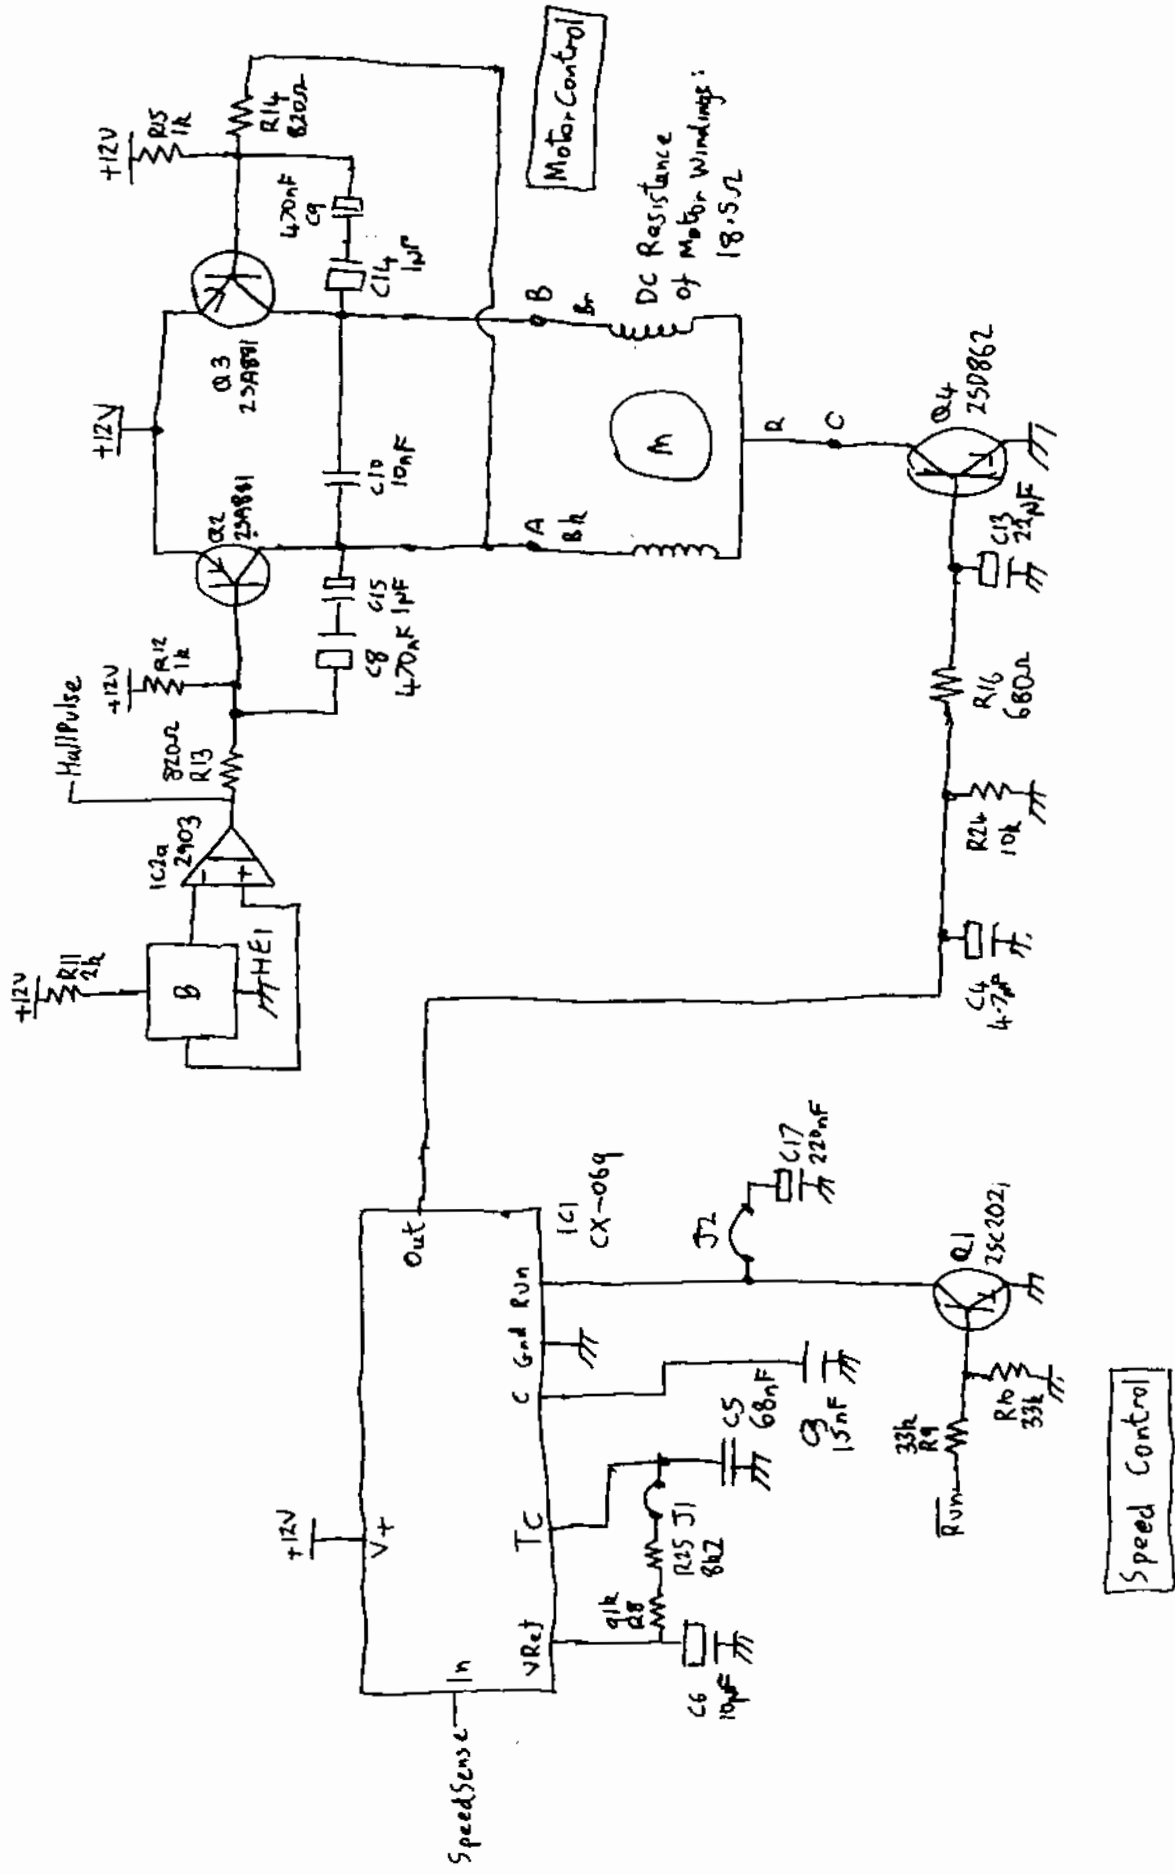 +12V
R11
2k
B
HE1
IC2a
2903
HallPulse
820Ω
R13
+12V
R12
1k
Q2
2SA881
+12V
Q3
2SA881
+12V
R15
1k
R14
820Ω
470nF
C9
C14
1µF
C10
10nF
C15
1µF
C8
470nF
A
Bk
B
Br
M
DC Resistance
of Motor Windings:
18.5Ω
Motor Control
R
C
Q4
2SD862
C13
22µF
R16
680Ω
R24
10k
C4
4.7µF
SpeedSense
In
+12V
V+
Out
VRef
TC
C
Gnd
Run
IC1
CX-069
C6
10µF
91k
R8
R25
8k2
J1
C5
68nF
C3
15nF
J2
C17
220nF
Run
33k
R9
R10
33k
Q1
2SC2021
Speed Control